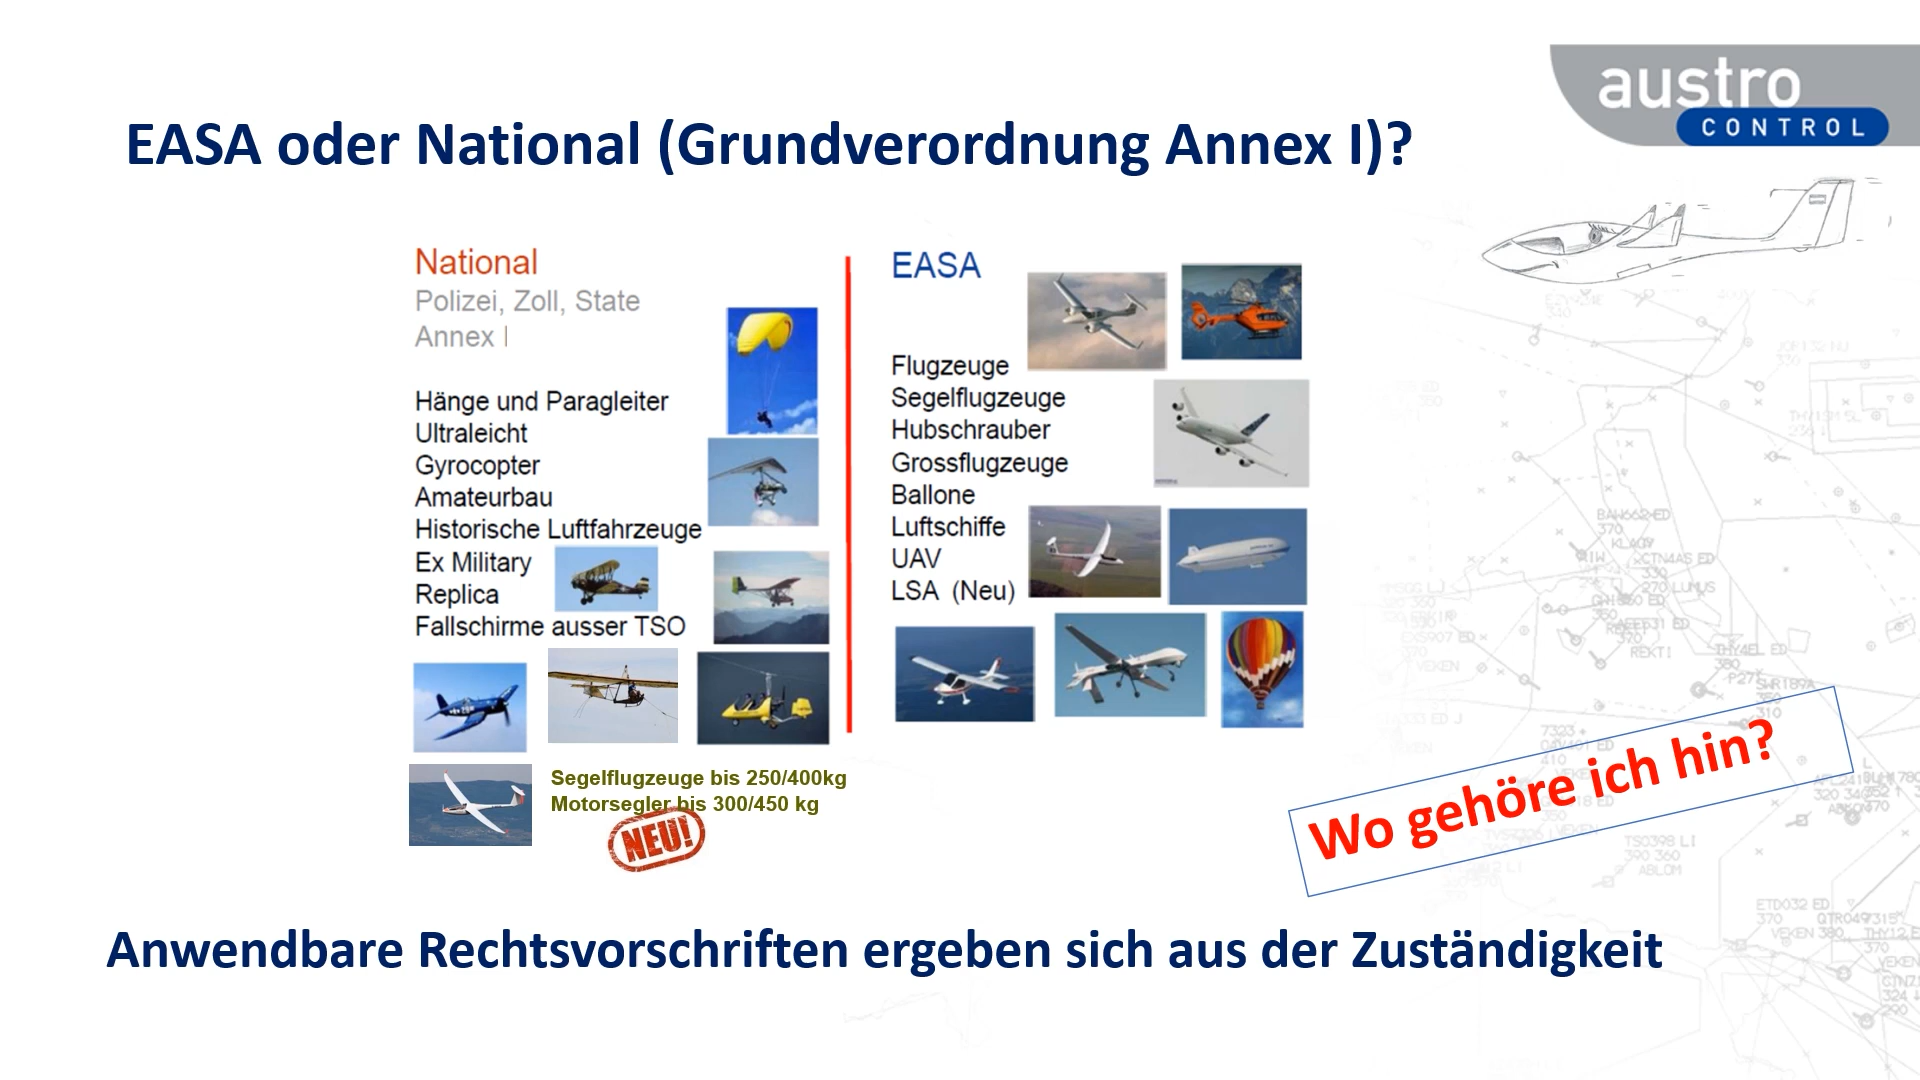 austro
CONTROL
EASA oder National (Grundverordnung Annex I)?
National
Polizei, Zoll, State
Annex I
Hänge und Paragleiter
Ultraleicht
Gyrocopter
Amateurbau
Historische Luftfahrzeuge
Ex Military
Replica
Fallschirme ausser TSO
Segelflugzeuge bis 250/400kg
Motorsegler bis 300/450 kg
NEU!
EASA
Flugzeuge
Segelflugzeuge
Hubschrauber
Grossflugzeuge
Ballone
Luftschiffe
UAV
LSA (Neu)
Wo gehöre ich hin?
Anwendbare Rechtsvorschriften ergeben sich aus der Zuständigkeit